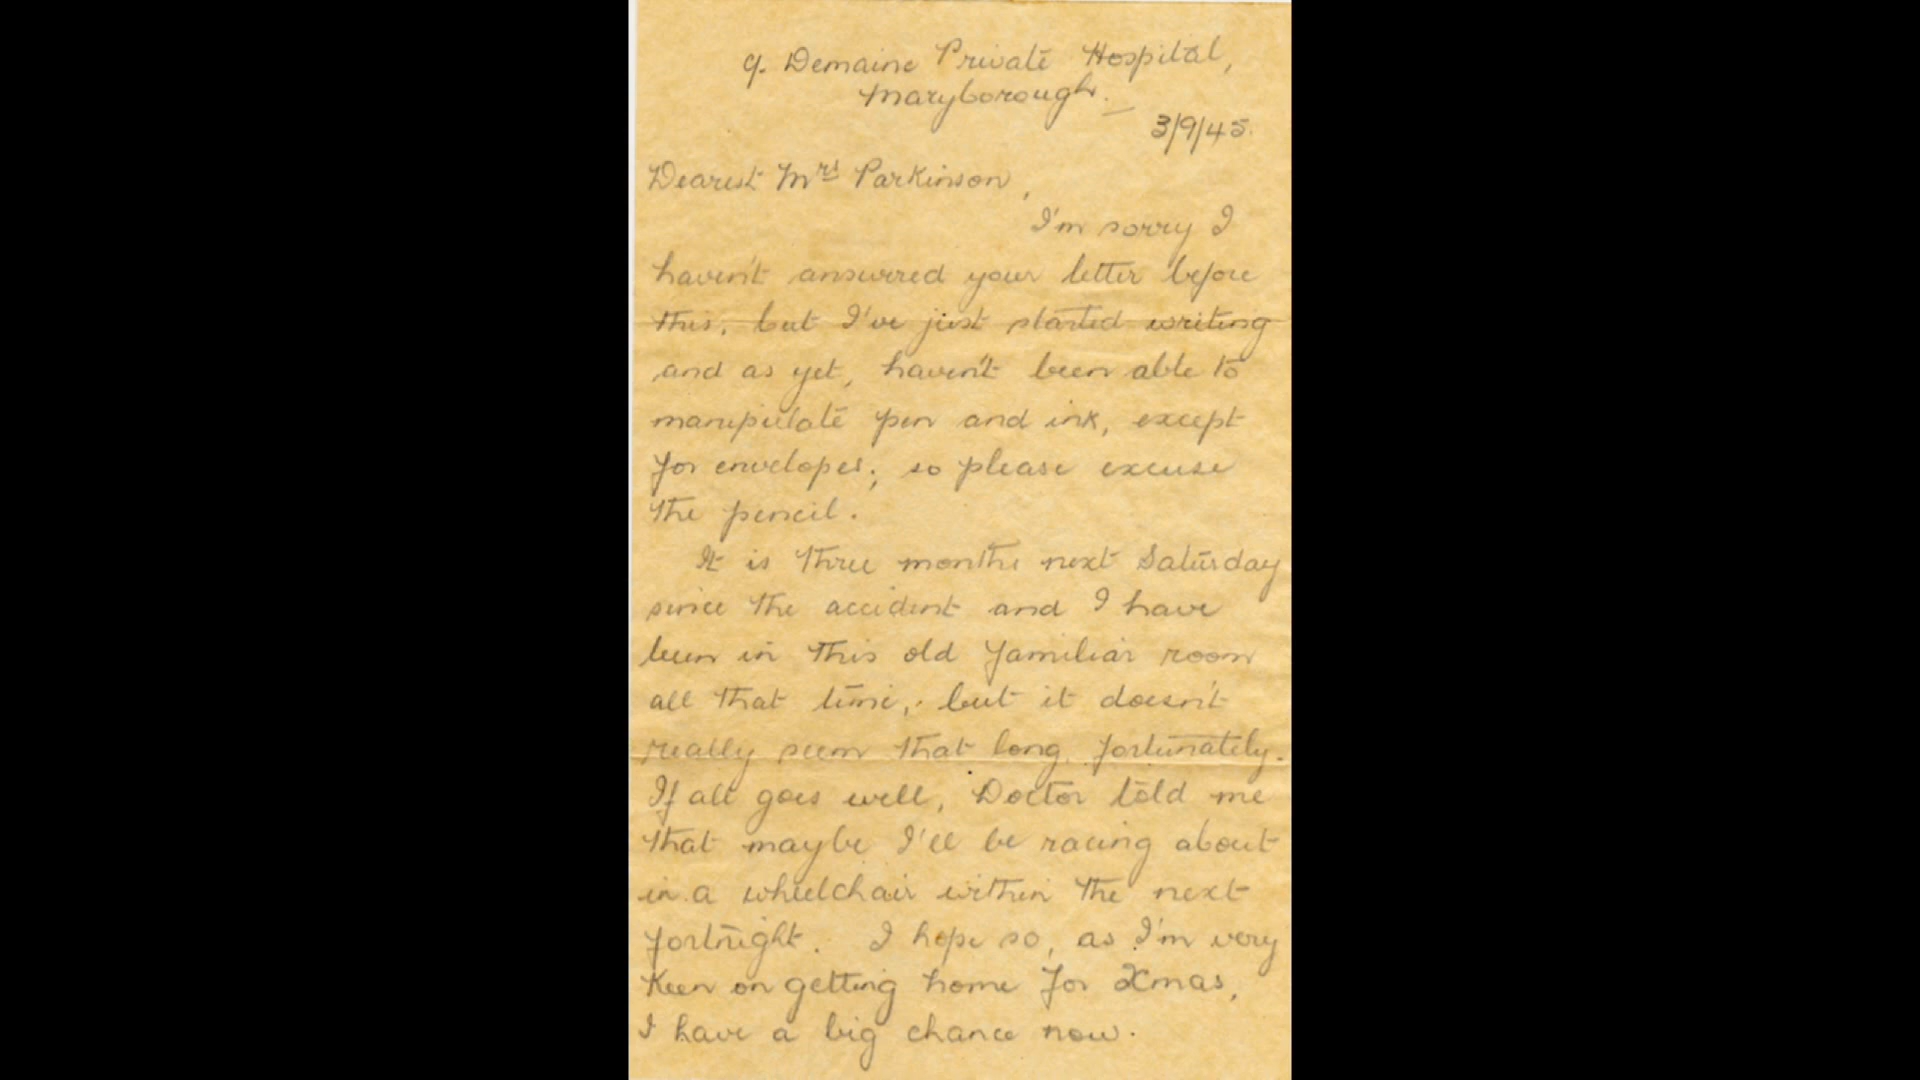 9. Demaine Private Hospital,
Maryborough.
3/9/45.
Dearest Mrs Parkinson,
I'm sorry I
haven't answered your letter before
this, but I've just started writing
and as yet, haven't been able to
manipulate pen and ink, except
for envelopes; so please excuse
the pencil.
It is three months next Saturday
since the accident and I have
been in this old familiar room
all that time, but it doesn't
really seem that long, fortunately.
If all goes well, Doctor told me
that maybe I'll be racing about
in a wheelchair within the next
fortnight. I hope so, as I'm very
keen on getting home for Xmas,
I have a big chance now.